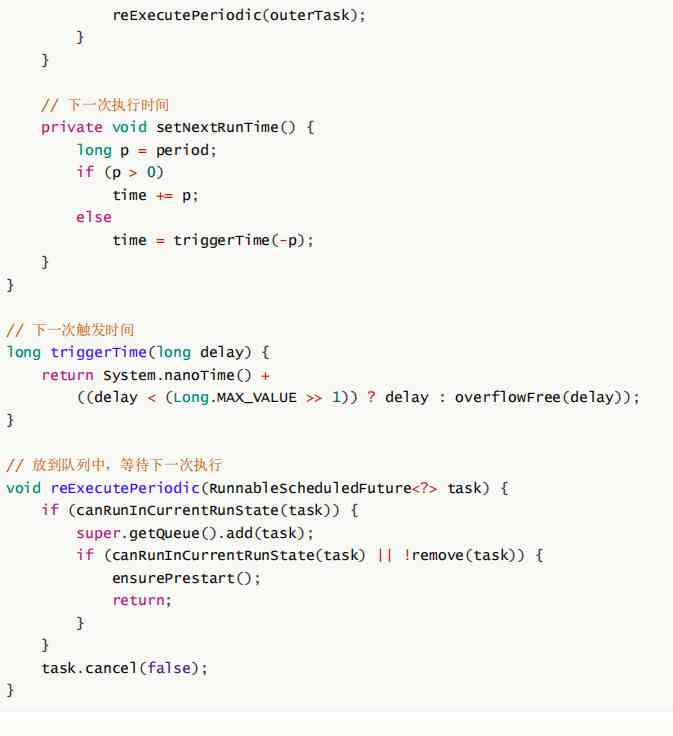 reExecutePeriodic(outerTask);
        }
    }

    // 下一次执行时间
    private void setNextRunTime() {
        long p = period;
        if (p > 0)
            time += p;
        else
            time = triggerTime(-p);
    }
}

// 下一次触发时间
long triggerTime(long delay) {
    return System.nanoTime() +
        ((delay < (Long.MAX_VALUE >> 1)) ? delay : overflowFree(delay));
}

// 放到队列中，等待下一次执行
void reExecutePeriodic(RunnableScheduledFuture<?> task) {
    if (canRunInCurrentRunState(task)) {
        super.getQueue().add(task);
        if (canRunInCurrentRunState(task) || !remove(task)) {
            ensurePrestart();
            return;
        }
    }
    task.cancel(false);
}